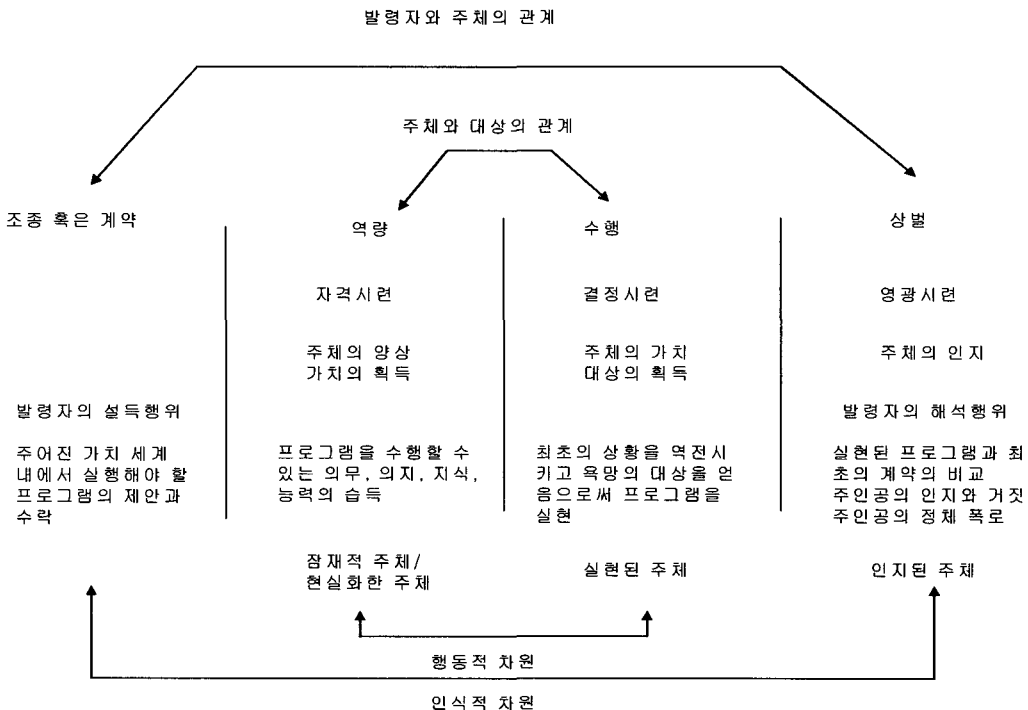 발령자와 주체의 관계
주체와 대상의 관계
조종 혹은 계약
역량
수행
상벌
자격시련
결정시련
영광시련
주체의 양상
가치의 획득
주체의 가치
대상의 획득
주체의 인지
발령자의 설득행위
발령자의 해석행위
주어진 가치 세계
내에서 실행해야 할
프로그램의 제안과
수락
프로그램을 수행할 수
있는 의무, 의지, 지식,
능력의 습득
최초의 상황을 역전시
키고 욕망의 대상을 얻
음으로써 프로그램을
실현
실현된 프로그램과 최
초의 계약의 비교
주인공의 인지와 거짓
주인공의 정체 폭로
잠재적 주체/
현실화한 주체
실현된 주체
인지된 주체
행동적 차원
인식적 차원